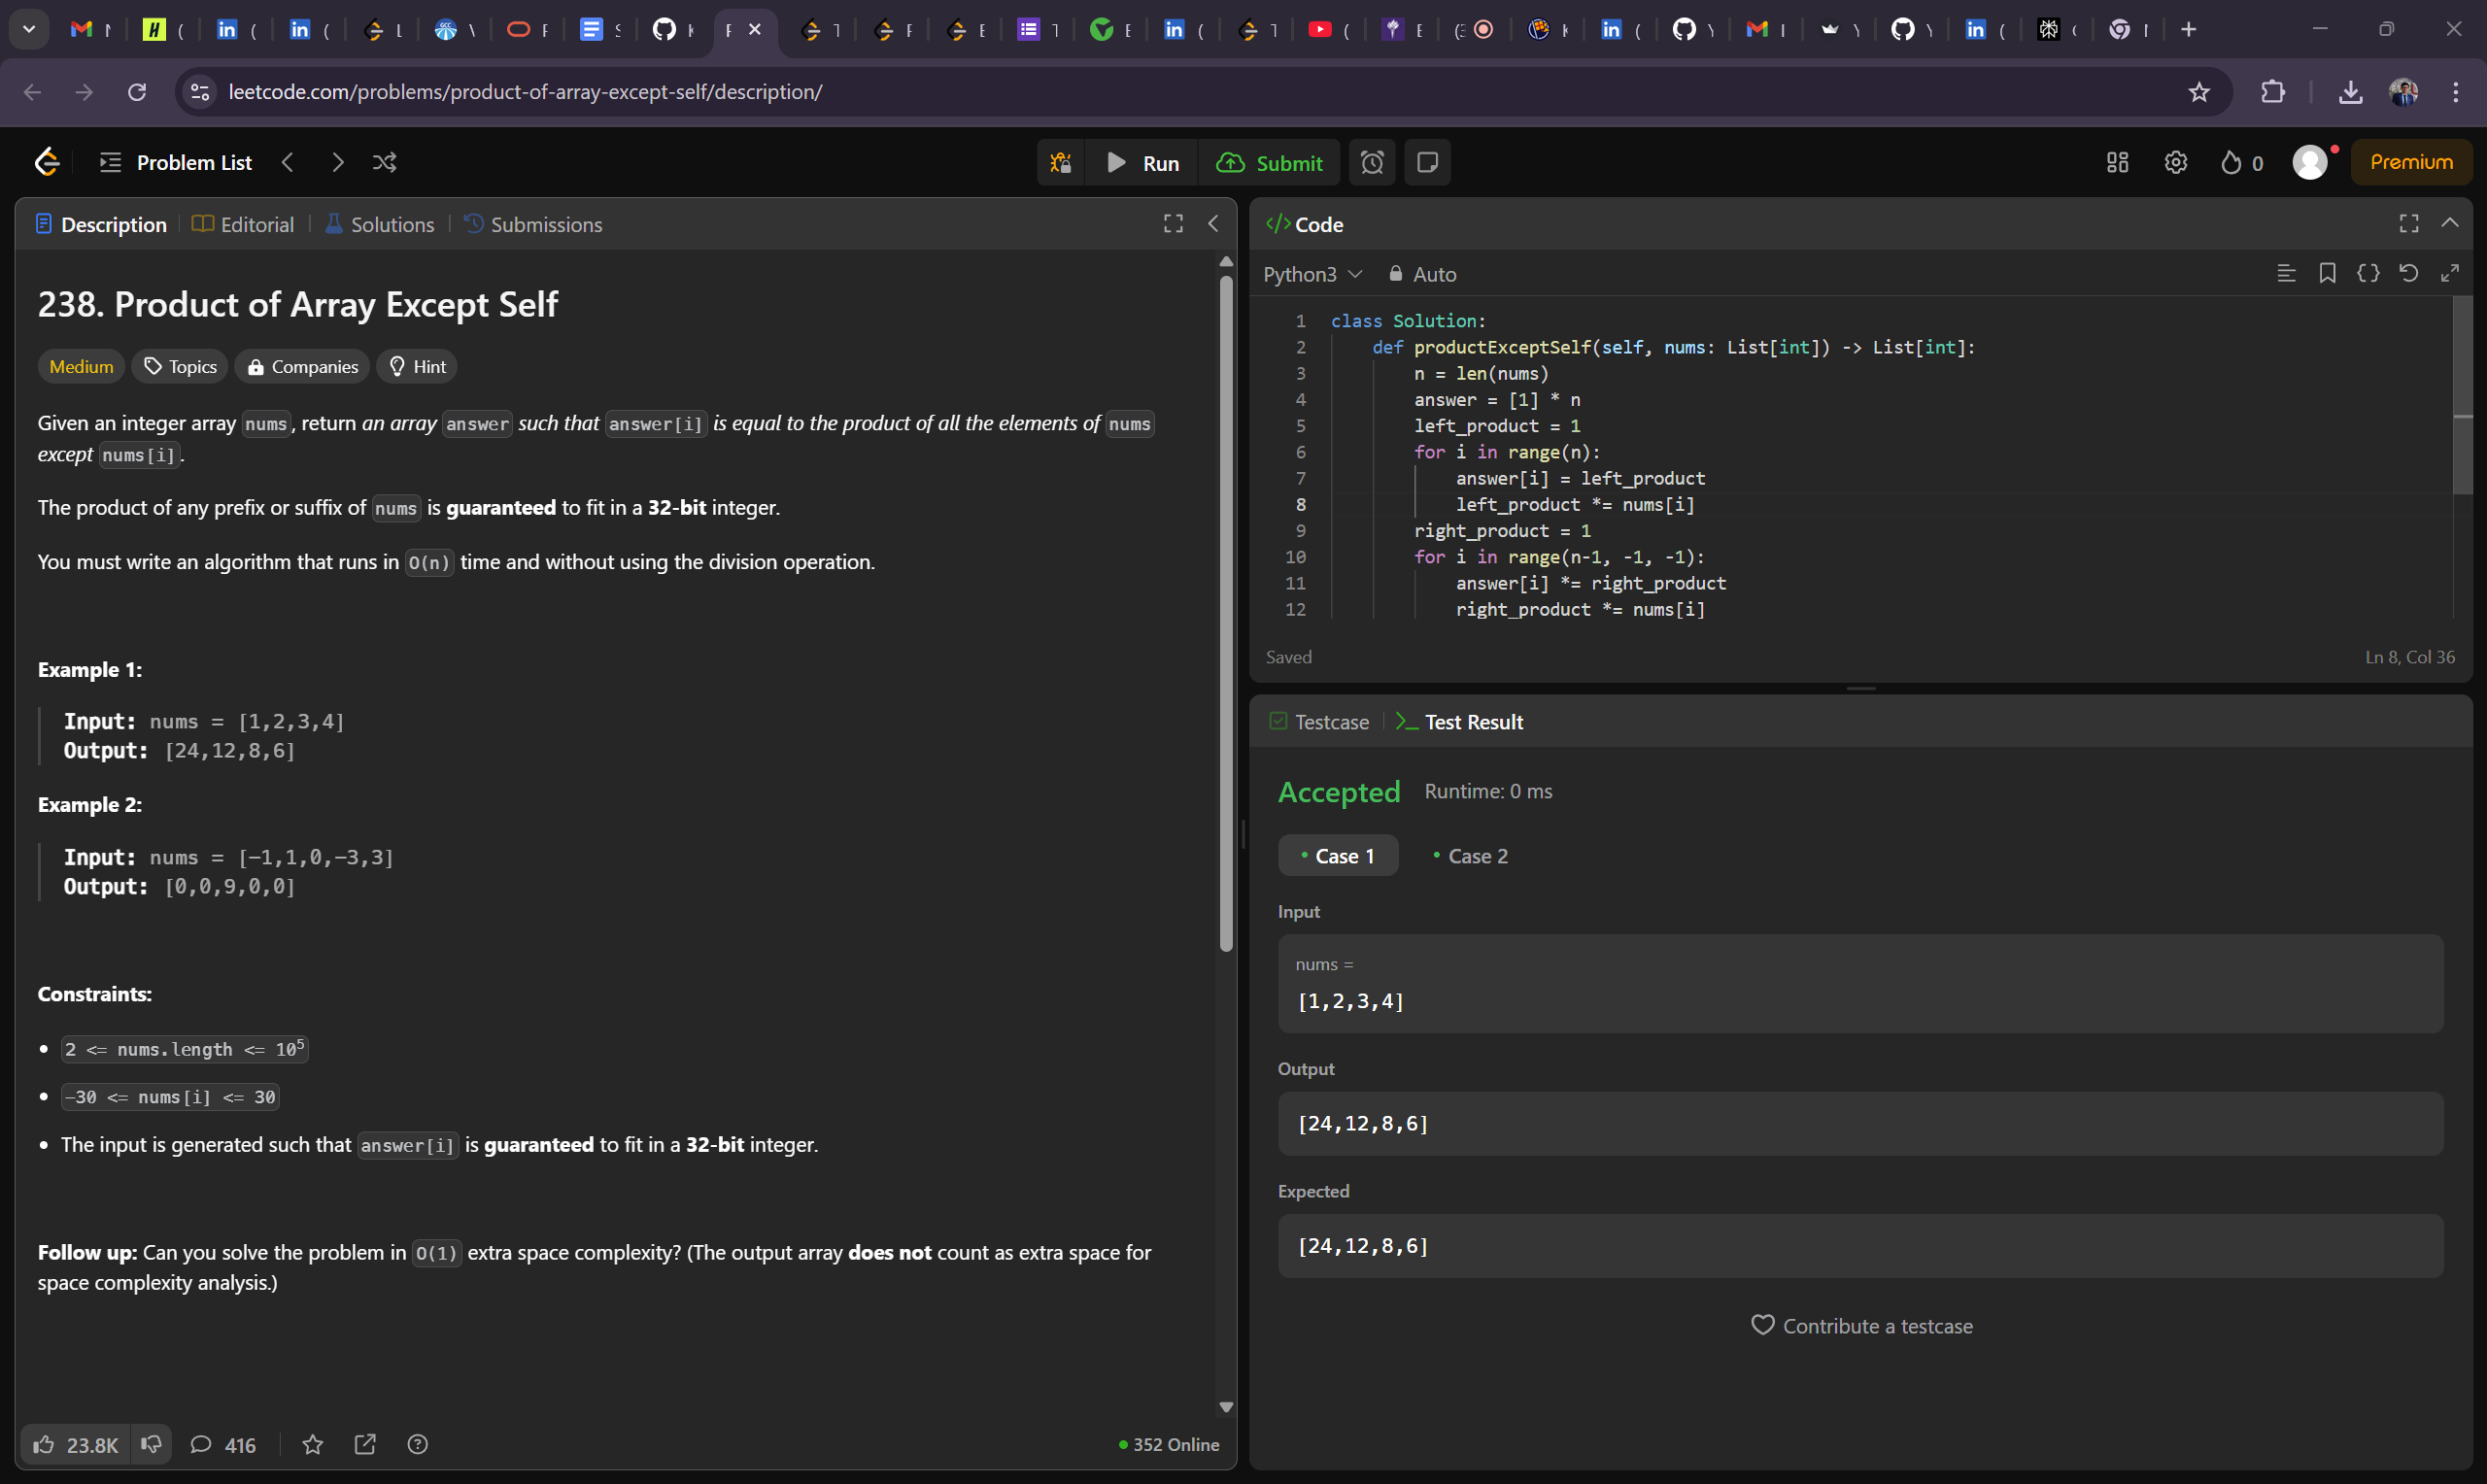 leetcode.com/problems/product-of-array-except-self/description/
Problem List
Run
Submit
0
Premium
Description
Editorial
Solutions
Submissions
238. Product of Array Except Self
Medium
Topics
Companies
Hint
Given an integer array nums, return an array answer such that answer[i] is equal to the product of all the elements of nums
except nums[i].
The product of any prefix or suffix of nums is guaranteed to fit in a 32-bit integer.
You must write an algorithm that runs in O(n) time and without using the division operation.
Example 1:
Input: nums = [1,2,3,4]
Output: [24,12,8,6]
Example 2:
Input: nums = [-1,1,0,-3,3]
Output: [0,0,9,0,0]
Constraints:
• 2 <= nums.length <= 10⁵
• -30 <= nums[i] <= 30
• The input is generated such that answer[i] is guaranteed to fit in a 32-bit integer.
Follow up: Can you solve the problem in O(1) extra space complexity? (The output array does not count as extra space for
space complexity analysis.)
23.8K
416
352 Online
</> Code
Python3
Auto
1 class Solution:
2 def productExceptSelf(self, nums: List[int]) -> List[int]:
3 n = len(nums)
4 answer = [1] * n
5 left_product = 1
6 for i in range(n):
7 answer[i] = left_product
8 left_product *= nums[i]
9 right_product = 1
10 for i in range(n-1, -1, -1):
11 answer[i] *= right_product
12 right_product *= nums[i]
Saved
Ln 8, Col 36
Testcase
Test Result
Accepted
Runtime: 0 ms
Case 1
Case 2
Input
nums =
[1,2,3,4]
Output
[24,12,8,6]
Expected
[24,12,8,6]
Contribute a testcase